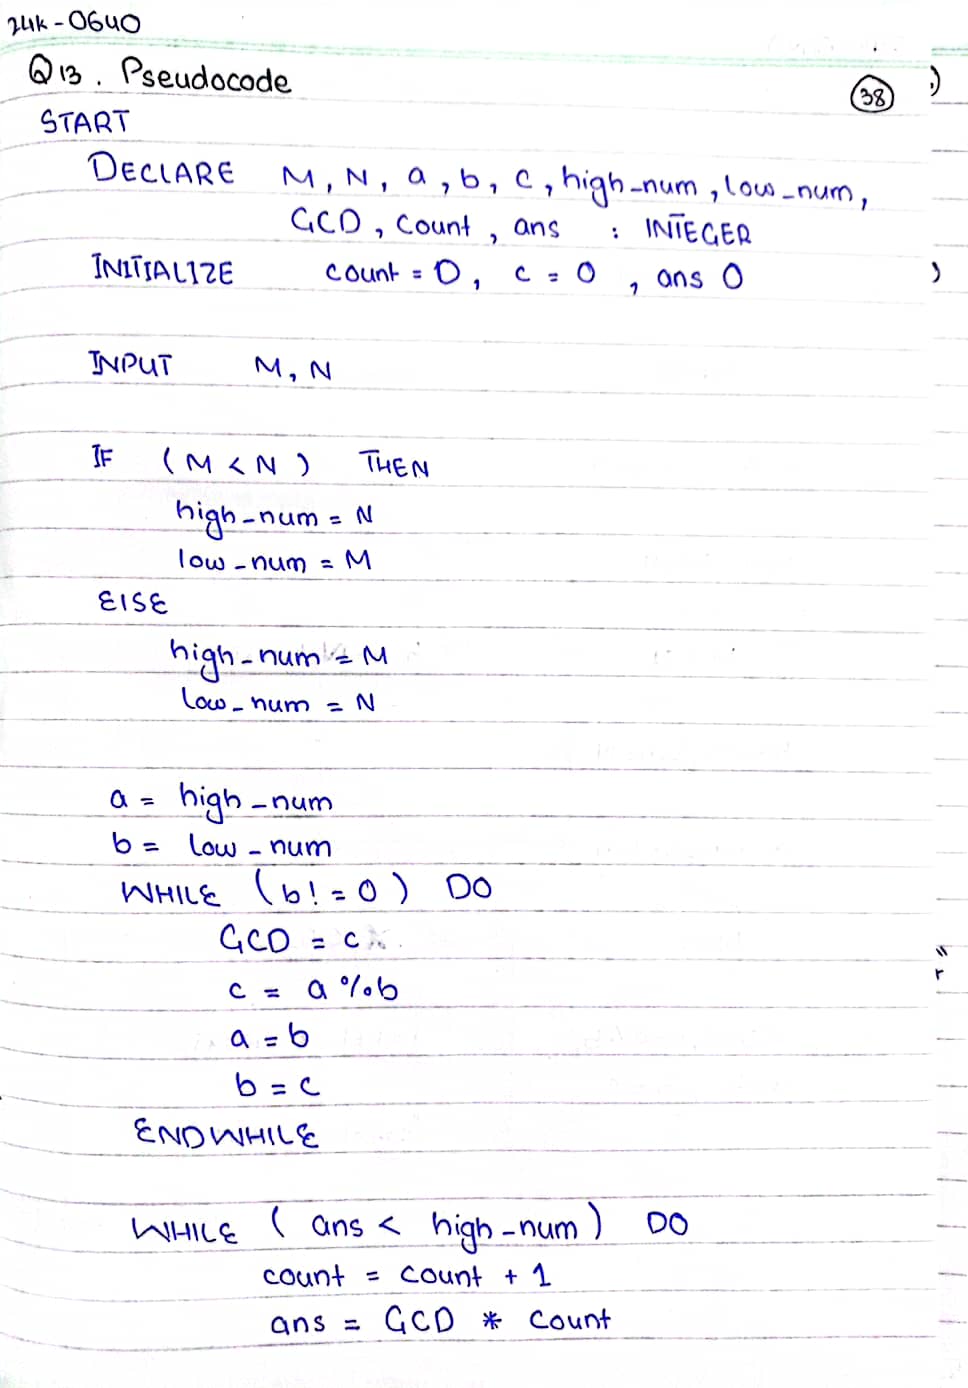 24k-0640
Q13. Pseudocode
38
START
DECLARE M, N, a, b, c, high_num, low_num,
GCD, count, ans : INTEGER
INITIALIZE count = 0, c = 0, ans 0
INPUT M, N
IF (M < N) THEN
high_num = N
low_num = M
ElSE
high_num = M
low_num = N
a = high_num
b = low_num
WHILE (b! = 0) DO
GCD = c
c = a % b
a = b
b = c
ENDWHILE
WHILE (ans < high_num) DO
count = count + 1
ans = GCD * count